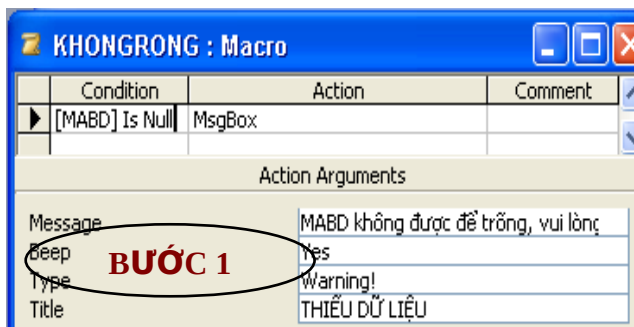 KHONGRONG : Macro
Condition Action Comment
[MABD] Is Null MsgBox
Action Arguments
Message MABD không được để trống, vui lòng
Beep Yes
Type Warning!
Title THIẾU DỮ LIỆU
BƯỚC 1